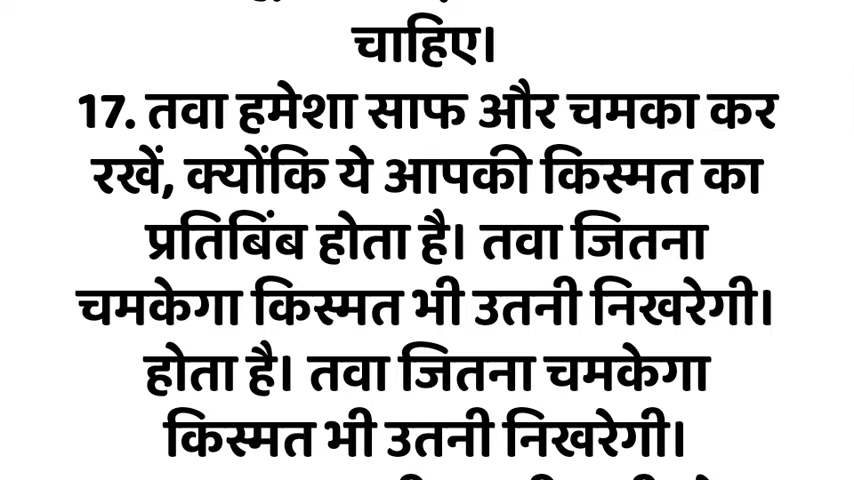 चाहिए।
17. तवा हमेशा साफ और चमका कर
रखें, क्योंकि ये आपकी किस्मत का
प्रतिबिंब होता है। तवा जितना
चमकेगा किस्मत भी उतनी निखरेगी।
होता है। तवा जितना चमकेगा
किस्मत भी उतनी निखरेगी।